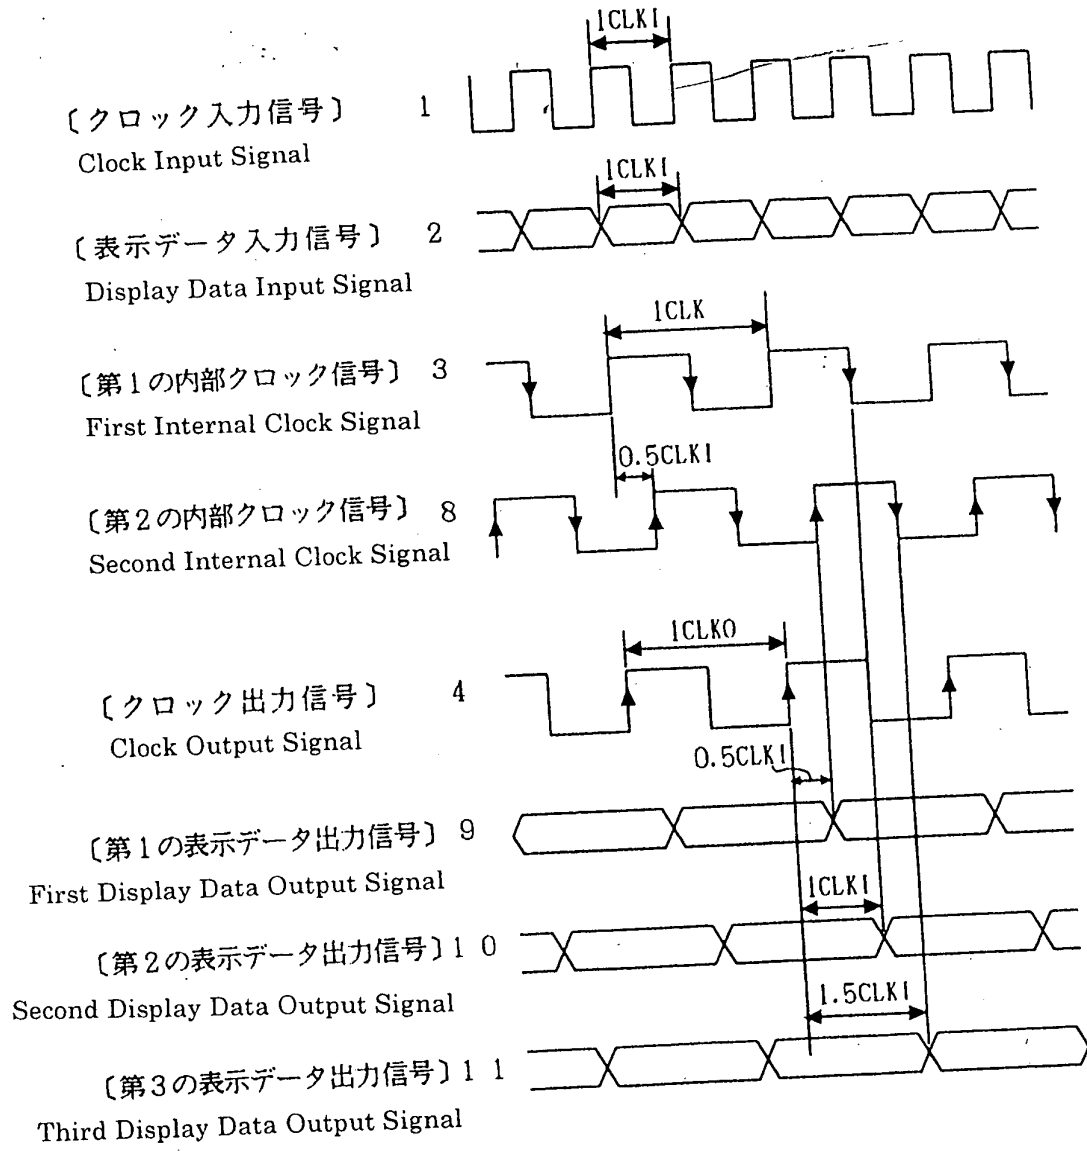 1CLKI
〔クロック入力信号〕 1
Clock Input Signal
1CLKI
〔表示データ入力信号〕 2
Display Data Input Signal
1CLK
〔第1の内部クロック信号〕 3
First Internal Clock Signal
0.5CLKI
〔第2の内部クロック信号〕 8
Second Internal Clock Signal
1CLKO
〔クロック出力信号〕 4
Clock Output Signal
0.5CLKI
〔第1の表示データ出力信号〕9
First Display Data Output Signal
1CLKI
〔第2の表示データ出力信号〕10
Second Display Data Output Signal
1.5CLKI
〔第3の表示データ出力信号〕11
Third Display Data Output Signal